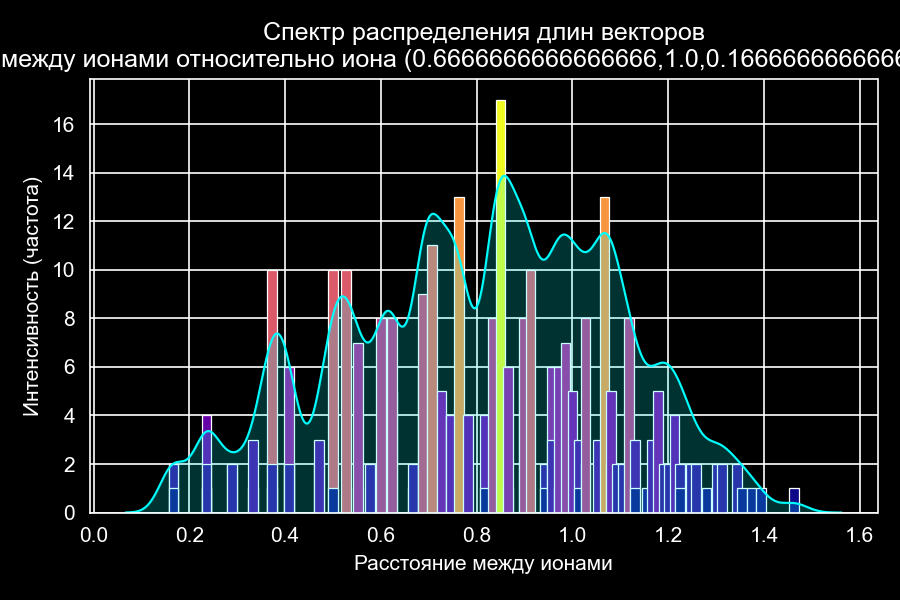 Спектр распределения длин векторов
между ионами относительно иона (0.6666666666666666,1.0,0.1666666666666
Интенсивность (частота)
16
14
12
10
8
6
4
2
0
0.0 0.2 0.4 0.6 0.8 1.0 1.2 1.4 1.6
Расстояние между ионами